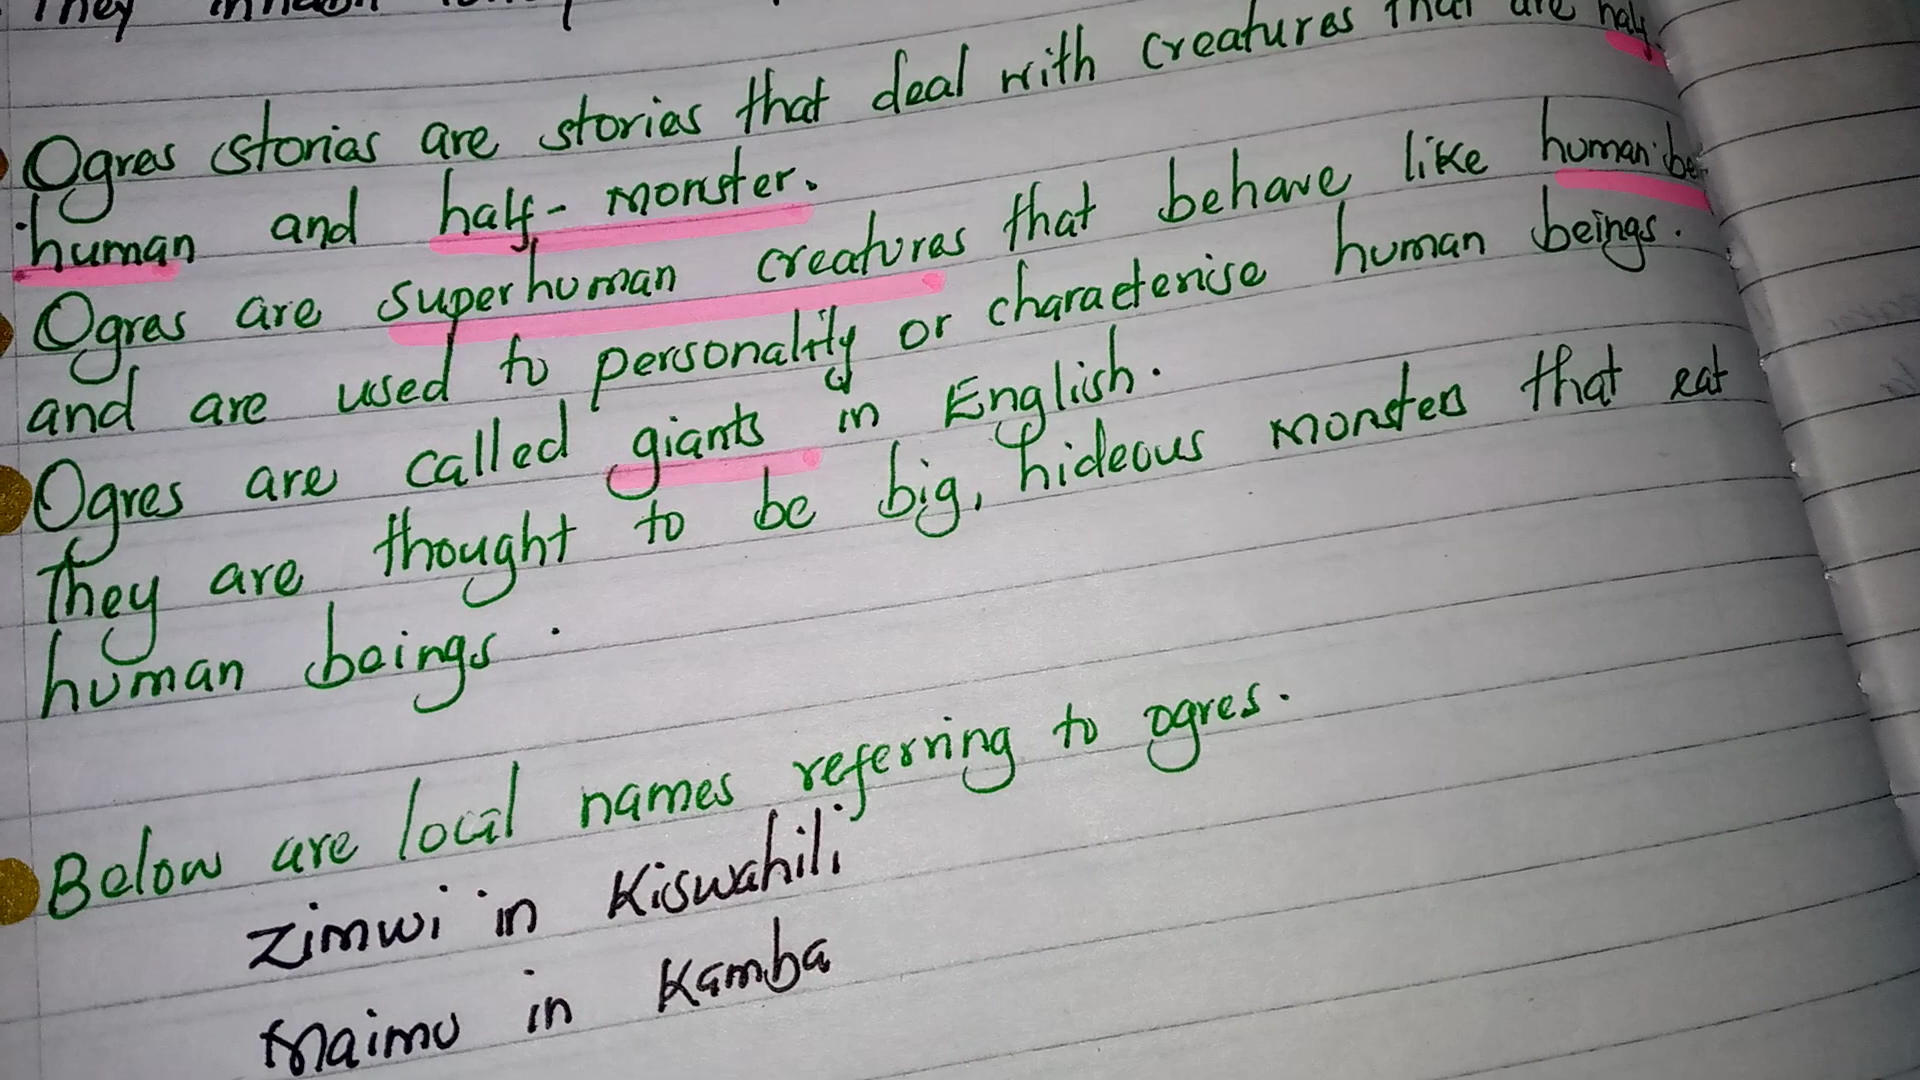 They inhabit
Ogres stories are stories that deal with creatures that are half
human and half-monster.
Ogres are superhuman creatures that behave like human be
and are used to personality or characterise human beings.
Ogres are called giants in English.
They are thought to be big, hideous monsters that eat
human beings.
Below are local names referring to ogres.
Zimwi in Kiswahili
Maimu in Kamba